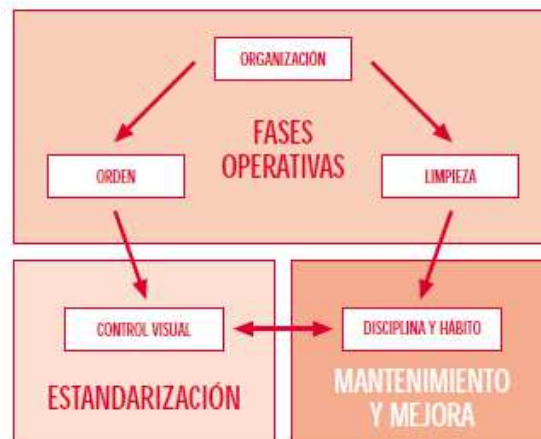 ORGANIZACIÓN
FASES
OPERATIVAS
ORDEN
LIMPIEZA
CONTROL VISUAL
DISCIPLINA Y HÁBITO
ESTANDARIZACIÓN
MANTENIMIENTO
Y MEJORA